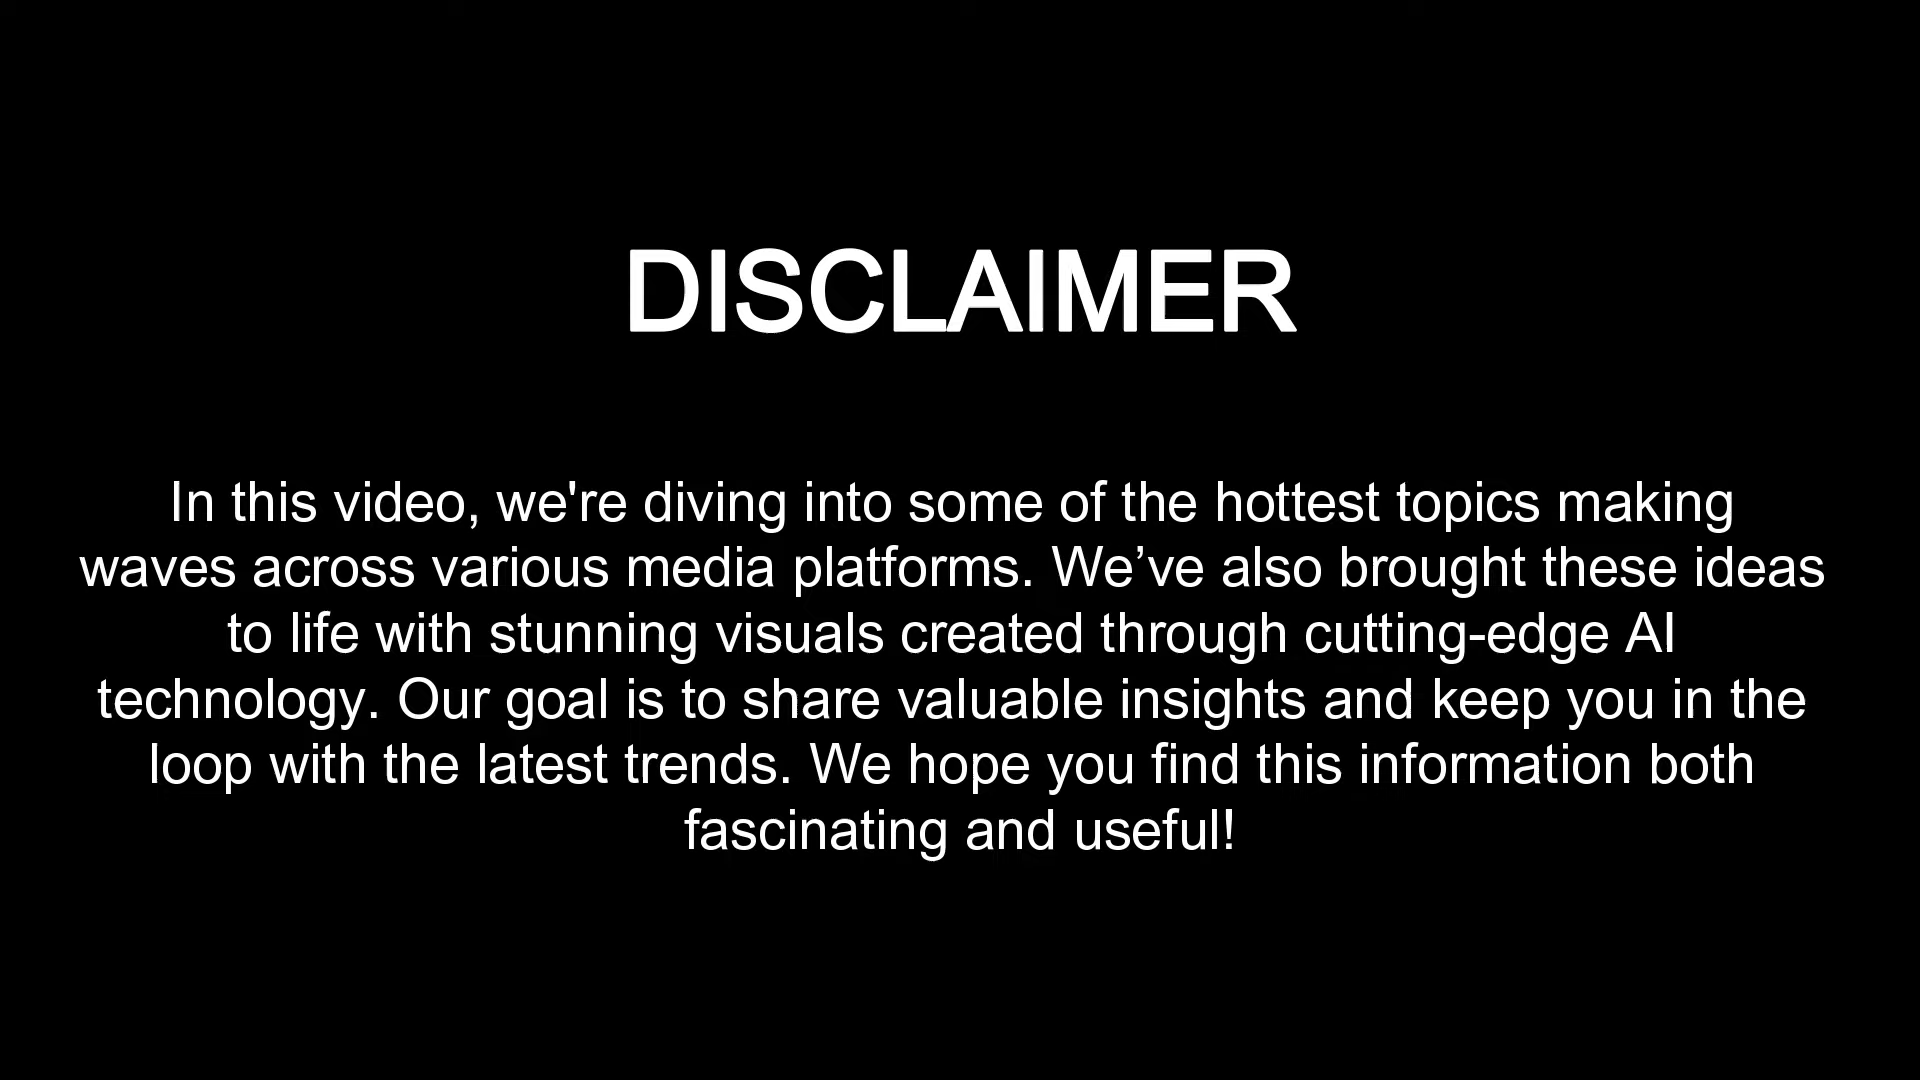 DISCLAIMER
In this video, we're diving into some of the hottest topics making
waves across various media platforms. We’ve also brought these ideas
to life with stunning visuals created through cutting-edge AI
technology. Our goal is to share valuable insights and keep you in the
loop with the latest trends. We hope you find this information both
fascinating and useful!